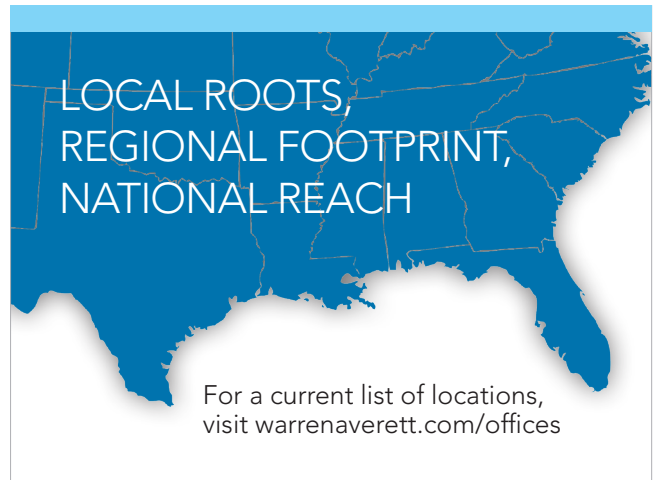 LOCAL ROOTS,
REGIONAL FOOTPRINT,
NATIONAL REACH
For a current list of locations,
visit warrenaverett.com/offices